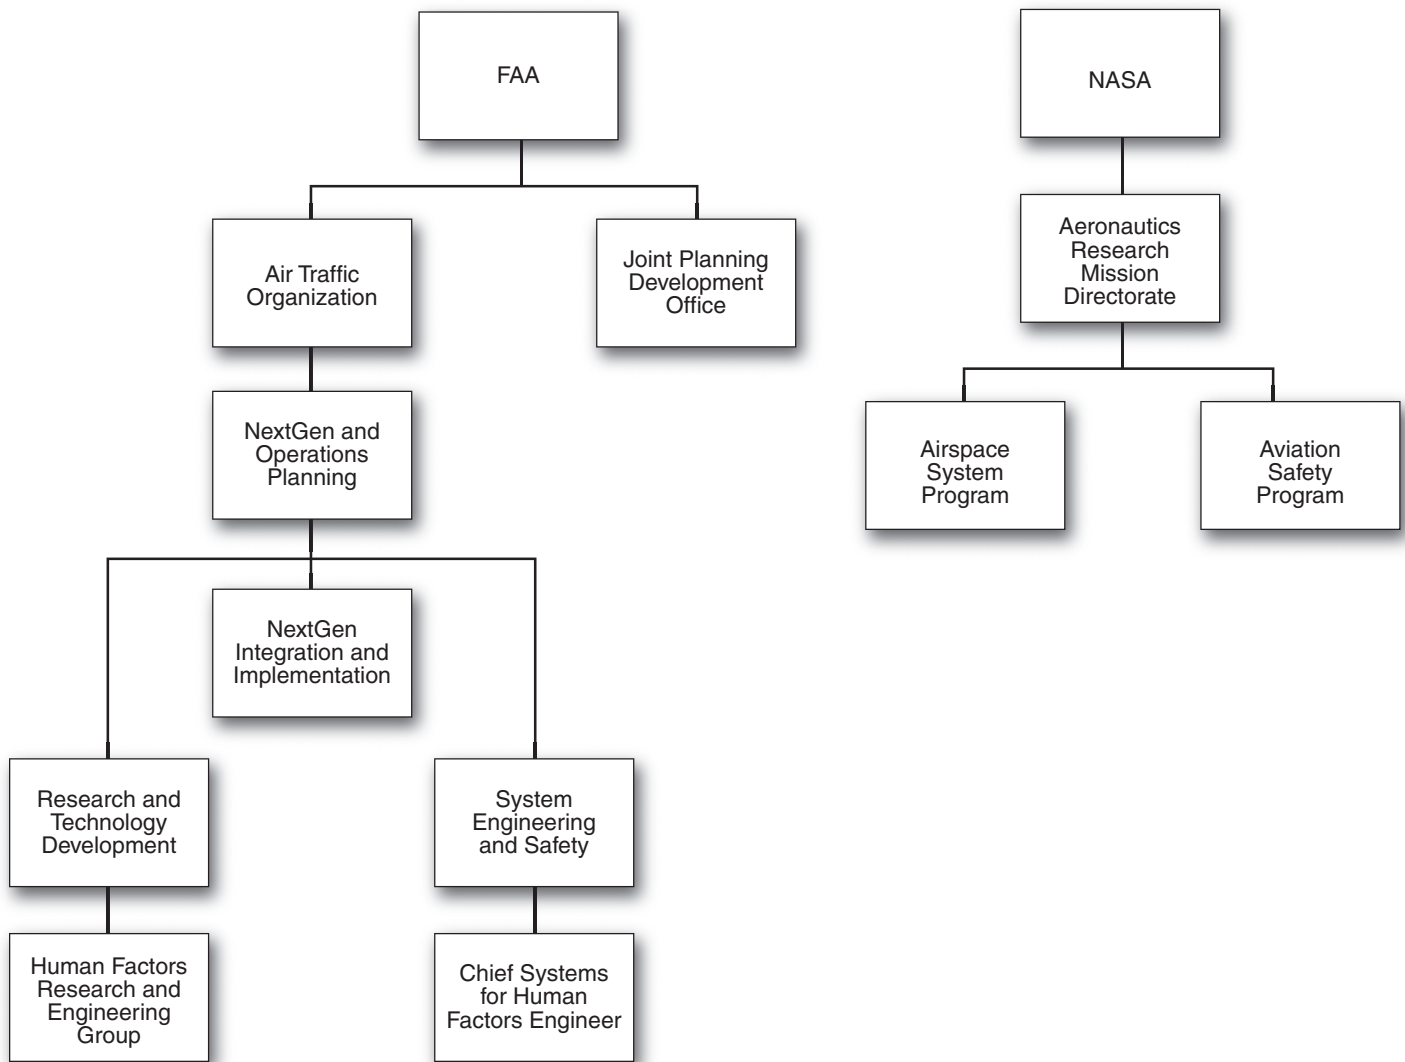 FAA
Air Traffic
Organization
Joint Planning
Development
Office
NextGen and
Operations
Planning
NextGen
Integration and
Implementation
Research and
Technology
Development
System
Engineering
and Safety
Human Factors
Research and
Engineering
Group
Chief Systems
for Human
Factors Engineer
NASA
Aeronautics
Research
Mission
Directorate
Airspace
System
Program
Aviation
Safety
Program